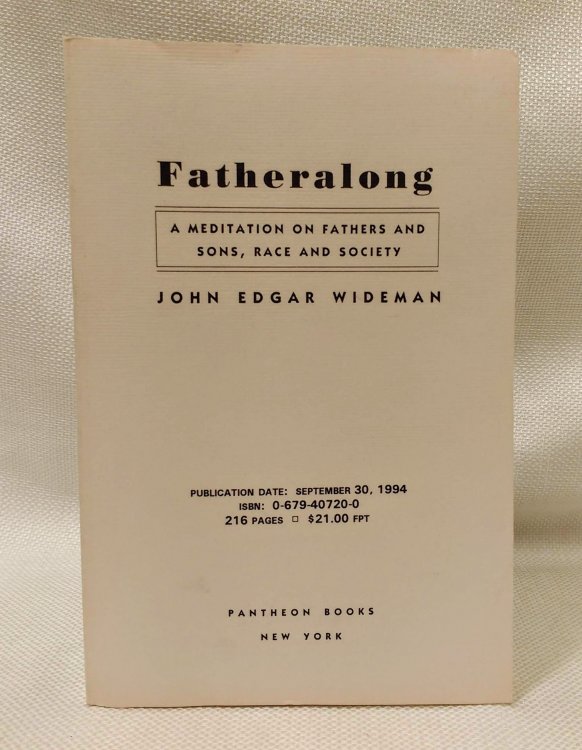 Fatheralong
A MEDITATION ON FATHERS AND
SONS, RACE AND SOCIETY
JOHN EDGAR WIDEMAN
PUBLICATION DATE: SEPTEMBER 30, 1994
ISBN: 0-679-40720-0
216 PAGES □ $21.00 FPT
PANTHEON BOOKS
NEW YORK